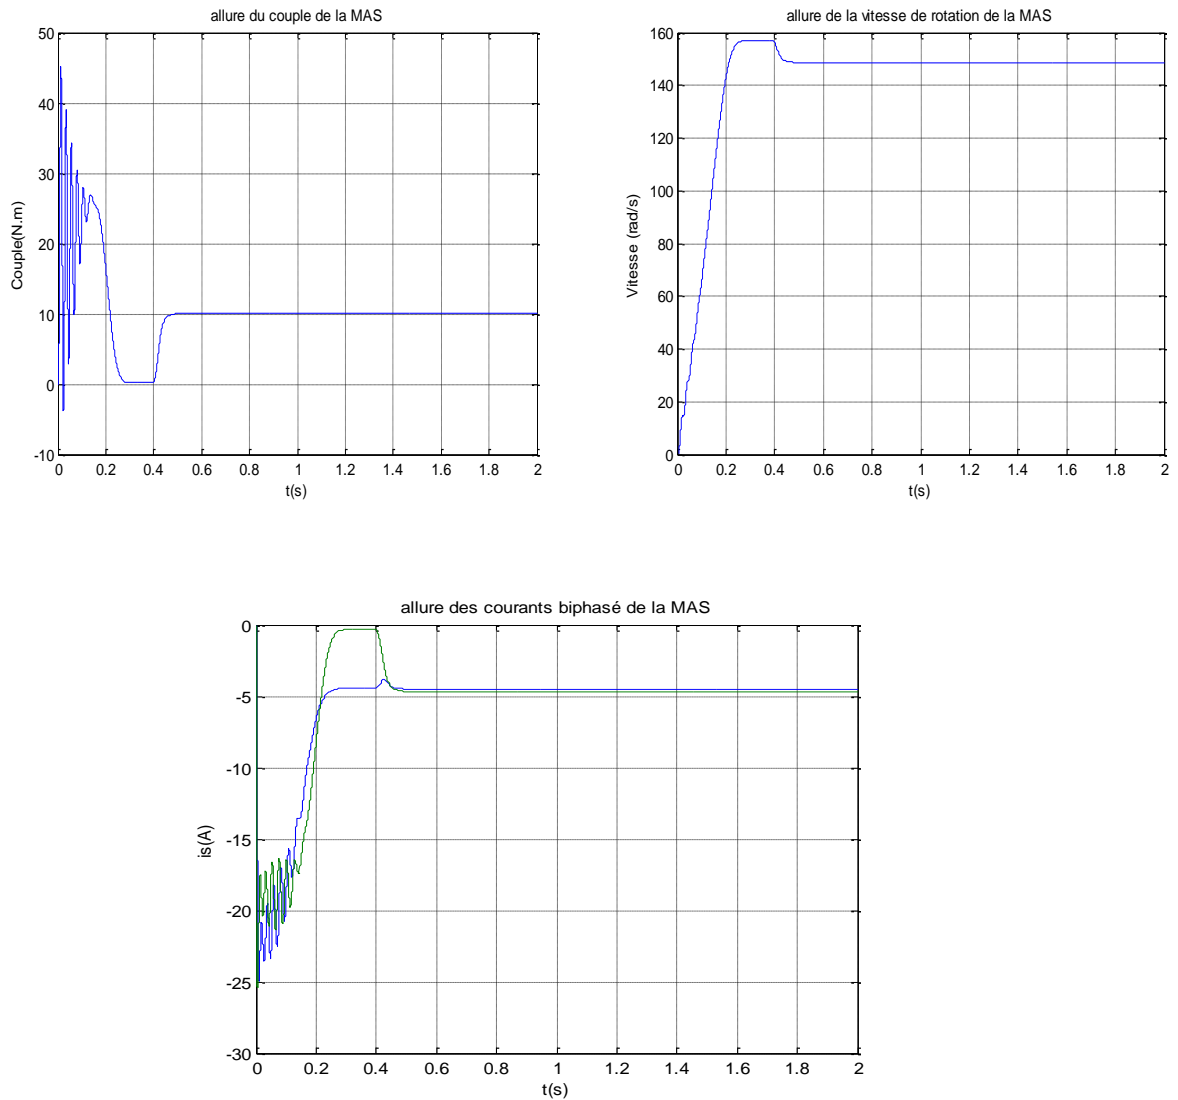 allure du couple de la MAS
50
40
30
20
10
0
-10
Couple(N.m)
0 0.2 0.4 0.6 0.8 1 1.2 1.4 1.6 1.8 2
t(s)
allure de la vitesse de rotation de la MAS
160
140
120
100
80
60
40
20
0
Vitesse (rad/s)
0 0.2 0.4 0.6 0.8 1 1.2 1.4 1.6 1.8 2
t(s)
allure des courants biphasé de la MAS
0
-5
-10
-15
-20
-25
-30
is(A)
0 0.2 0.4 0.6 0.8 1 1.2 1.4 1.6 1.8 2
t(s)